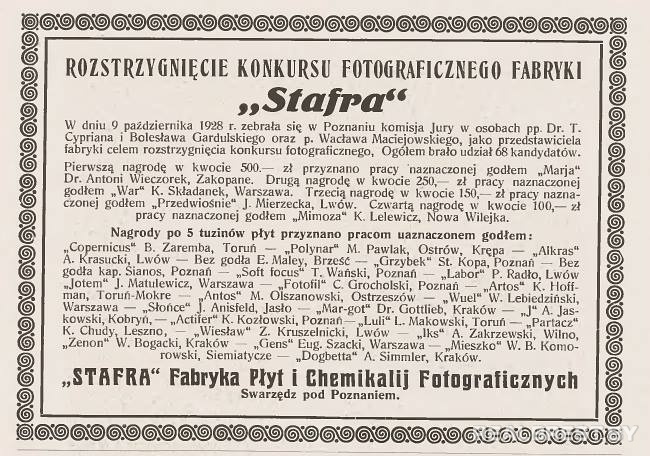 ROZSTRZYGNIĘCIE KONKURSU FOTOGRAFICZNEGO FABRYKI
„Stafra“
W dniu 9 października 1928 r. zebrała się w Poznaniu komisja Jury w osobach pp. Dr. T.
Cypriana i Bolesława Gardulskiego oraz p. Wacława Maciejowskiego, jako przedstawiciela
fabryki celem rozstrzygnięcia konkursu fotograficznego, Ogółem brało udział 68 kandydatów.
Pierwszą nagrodę w kwocie 500.— zł przyznano pracy naznaczonej godłem „Marja“
Dr. Antoni Wieczorek, Zakopane. Drugą nagrodę w kwocie 250,— zł pracy naznaczonej
godłem „War“ K. Składanek, Warszawa. Trzecią nagrodę w kwocie 150,— zł pracy nazna-
czonej godłem „Przedwiośnie“ J. Mierzecka, Lwów. Czwartą nagrodę w kwocie 100,— zł
pracy naznaczonej godłem „Mimoza“ K. Lelewicz, Nowa Wilejka.
Nagrody po 5 tuzinów płyt przyznano pracom uaznaczonem godłem:
„Copernicus“ B. Zaremba, Toruń — „Polynar“ M. Pawlak, Ostrów, Krępa — „Alkras“
A. Krasucki, Lwów — Bez godła E. Maley, Brześć — „Grzybek“ St. Kopa, Poznań — Bez
godła kap. Sianos, Poznań — „Soft focus“ T. Wański, Poznań — „Labor“ P. Radło, Lwów
„Jotem“ J. Matulewicz, Warszawa — „Fotofil“ C. Grocholski, Poznań — „Artos“ K. Hoff-
man, Toruń-Mokre — „Antos“ M. Olszanowski, Ostrzeszów — „Wuel“ W. Lebiedziński,
Warszawa — „Słońce“ J. Anisfeld, Jasło — „Mar-got“ Dr. Gottlieb, Kraków — „J“ A. Jas-
kowski, Kobryń, — „Actifer“ K. Kozłowski, Poznań — „Luli“ L. Makowski, Toruń — „Partacz“
K. Chudy, Leszno, — „Wiesław“ Z. Kruszelnicki, Lwów — „Iks“ A. Zakrzewski, Wilno,
„Zenon“ W. Bogacki, Kraków — „Gens“ Eug. Szacki, Warszawa — „Mieszko“ W. B. Komo-
rowski, Siemiatycze — „Dogbetta“ A. Simmler, Kraków.
„STAFRA“ Fabryka Płyt i Chemikalij Fotograficznych
Swarzędz pod Poznaniem.